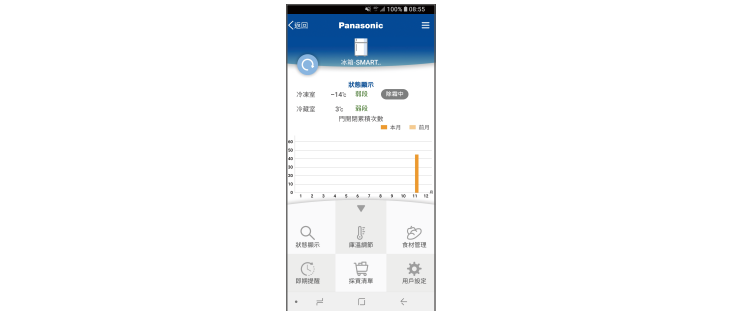 100% 08:55
返回 Panasonic
冰箱-SMART..
狀態顯示
冷凍室 -14℃ 弱段 除霜中
冷藏室 3℃ 弱段
門開閉累積次數
本月 前月
60
50
40
30
20
10
0
1 2 3 4 5 6 7 8 9 10 11 12 月
狀態顯示 庫溫調節 食材管理
即期提醒 採買清單 用戶設定